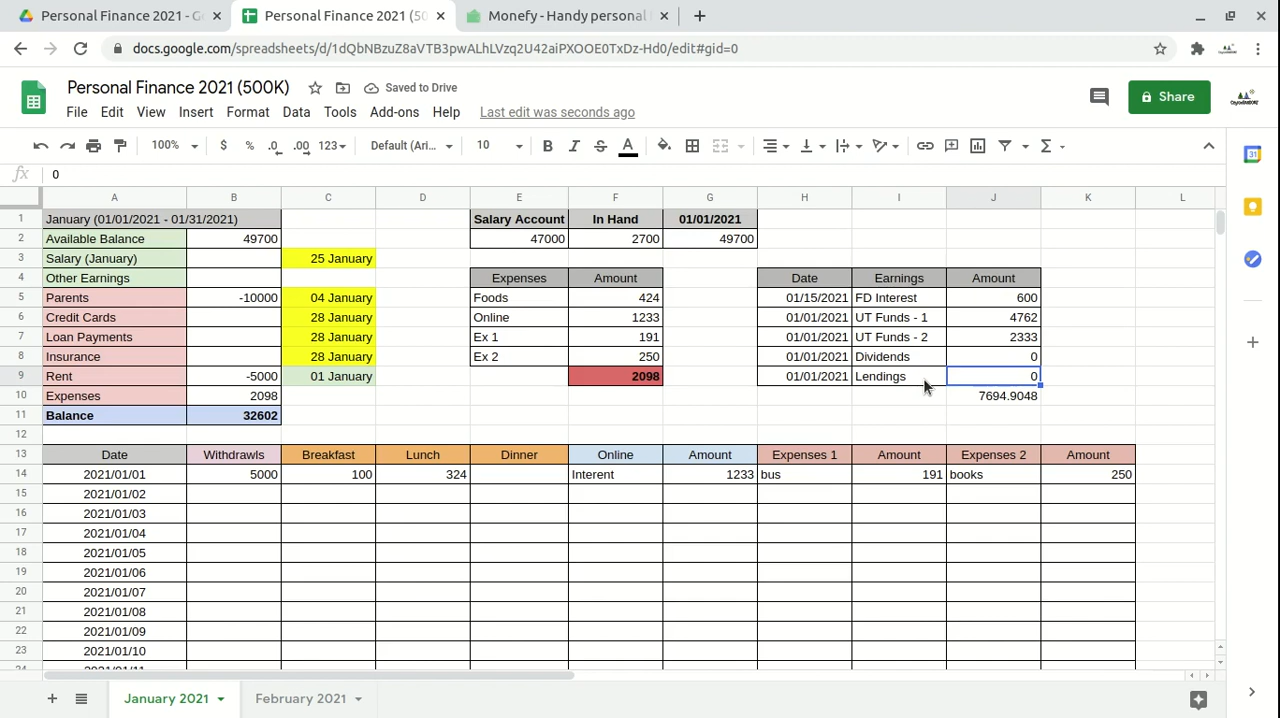 Personal Finance 2021 - G
Personal Finance 2021 (50
Monefy - Handy personal
docs.google.com/spreadsheets/d/1dQbNBzuZ8aVTB3pwALhLVzq2U42aiPXOOE0TxDz-Hd0/edit#gid=0
Personal Finance 2021 (500K)
Saved to Drive
File Edit View Insert Format Data Tools Add-ons Help Last edit was seconds ago
Share
100% $ % .0 .00 123 Default (Ari... 10 B I S A
fx 0
A B C D E F G H I J K L
1 January (01/01/2021 - 01/31/2021) Salary Account In Hand 01/01/2021
2 Available Balance 49700 47000 2700 49700
3 Salary (January) 25 January
4 Other Earnings Expenses Amount Date Earnings Amount
5 Parents -10000 04 January Foods 424 01/15/2021 FD Interest 600
6 Credit Cards 28 January Online 1233 01/01/2021 UT Funds - 1 4762
7 Loan Payments 28 January Ex 1 191 01/01/2021 UT Funds - 2 2333
8 Insurance 28 January Ex 2 250 01/01/2021 Dividends 0
9 Rent -5000 01 January 2098 01/01/2021 Lendings 0
10 Expenses 2098 7694.9048
11 Balance 32602
12
13 Date Withdrawls Breakfast Lunch Dinner Online Amount Expenses 1 Amount Expenses 2 Amount
14 2021/01/01 5000 100 324 Interent 1233 bus 191 books 250
15 2021/01/02
16 2021/01/03
17 2021/01/04
18 2021/01/05
19 2021/01/06
20 2021/01/07
21 2021/01/08
22 2021/01/09
23 2021/01/10
24 2021/01/11
January 2021 February 2021
31